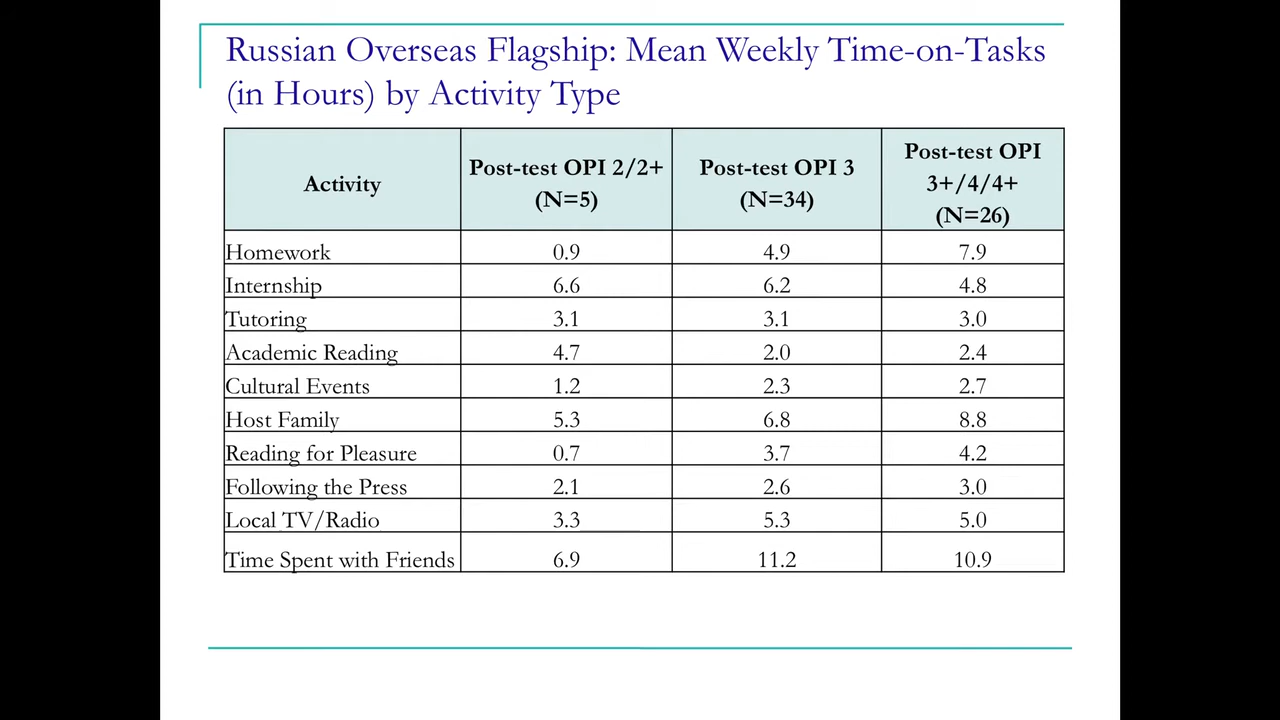 Russian Overseas Flagship: Mean Weekly Time-on-Tasks
(in Hours) by Activity Type
Activity Post-test OPI 2/2+ (N=5) Post-test OPI 3 (N=34) Post-test OPI 3+/4/4+ (N=26)
Homework 0.9 4.9 7.9
Internship 6.6 6.2 4.8
Tutoring 3.1 3.1 3.0
Academic Reading 4.7 2.0 2.4
Cultural Events 1.2 2.3 2.7
Host Family 5.3 6.8 8.8
Reading for Pleasure 0.7 3.7 4.2
Following the Press 2.1 2.6 3.0
Local TV/Radio 3.3 5.3 5.0
Time Spent with Friends 6.9 11.2 10.9